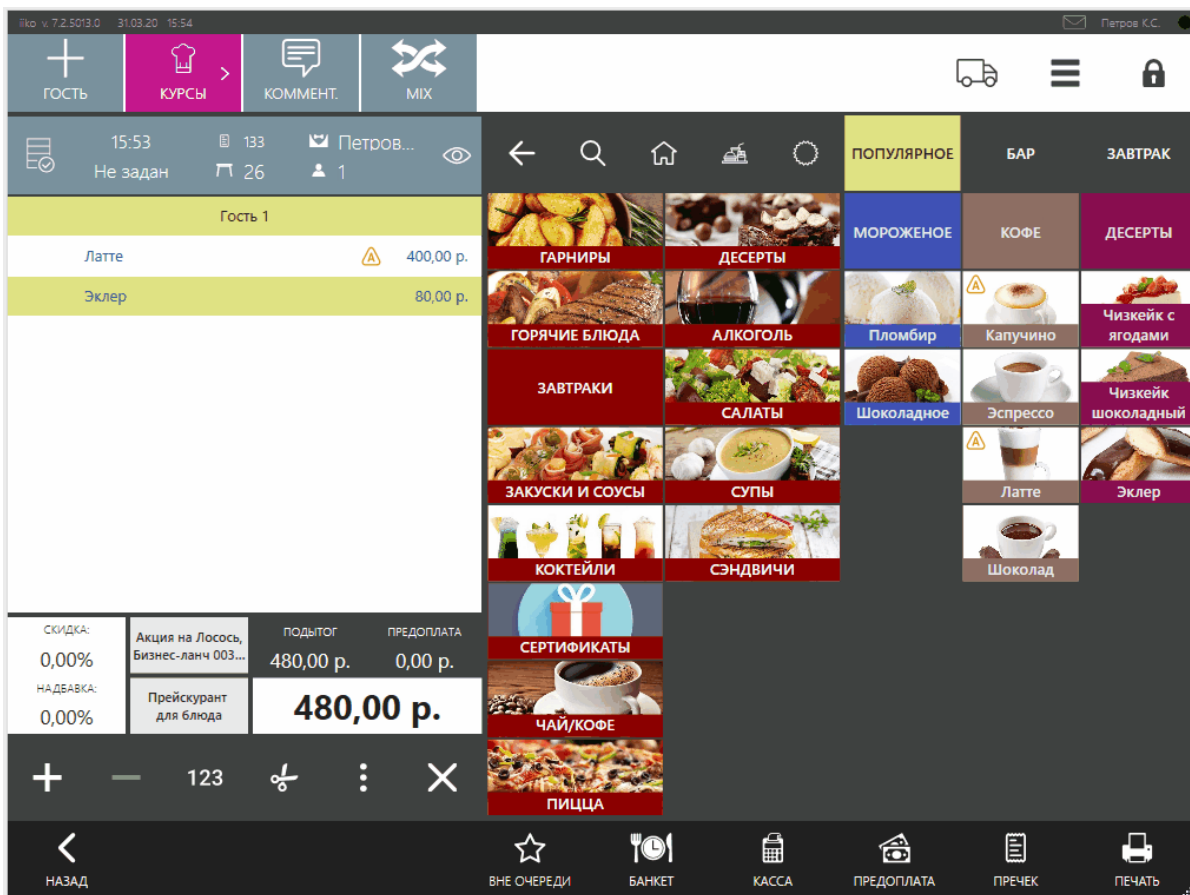 iiko v. 7.2.5013.0 31.03.20 15:54 Петров К.С.
ГОСТЬ КУРСЫ КОММЕНТ. MIX
15:53 133 Петров...
Не задан 26 1
Гость 1
Латте 400,00 р.
Эклер 80,00 р.
СКИДКА:
0,00%
НАДБАВКА:
0,00%
Акция на Лосось,
Бизнес-ланч 003...
Прейскурант
для блюда
ПОДЫТОГ ПРЕДОПЛАТА
480,00 р. 0,00 р.
480,00 р.
123
ПОПУЛЯРНОЕ БАР ЗАВТРАК
ГАРНИРЫ ДЕСЕРТЫ
ГОРЯЧИЕ БЛЮДА АЛКОГОЛЬ
ЗАВТРАКИ САЛАТЫ
ЗАКУСКИ И СОУСЫ СУПЫ
КОКТЕЙЛИ СЭНДВИЧИ
СЕРТИФИКАТЫ
ЧАЙ/КОФЕ
ПИЦЦА
МОРОЖЕНОЕ КОФЕ ДЕСЕРТЫ
Пломбир Капучино Чизкейк с
ягодами
Шоколадное Эспрессо Чизкейк
шоколадный
Латте Эклер
Шоколад
НАЗАД ВНЕ ОЧЕРЕДИ БАНКЕТ КАССА ПРЕДОПЛАТА ПРЕЧЕК ПЕЧАТЬ